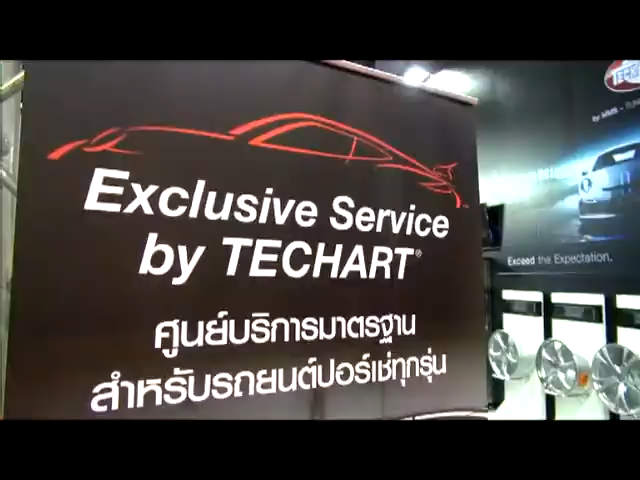 Exclusive Service
by TECHART®
ศูนย์บริการมาตรฐาน
สำหรับรถยนต์ปอร์เช่ทุกรุ่น
Exceed the Expectation.